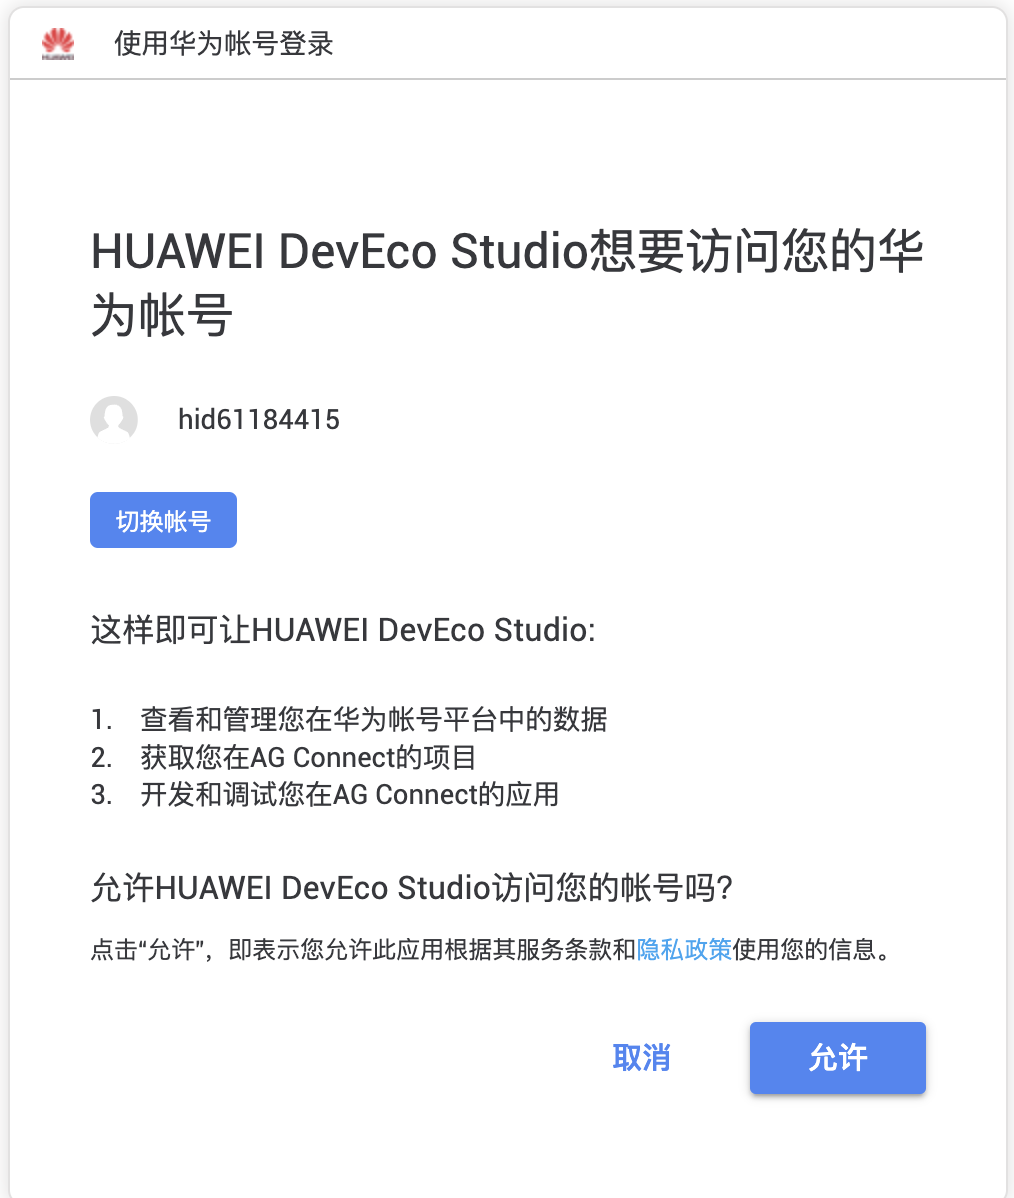 HUAWEI
使用华为帐号登录
HUAWEI DevEco Studio想要访问您的华
为帐号
hid61184415
切换帐号
这样即可让HUAWEI DevEco Studio:
1. 查看和管理您在华为帐号平台中的数据
2. 获取您在AG Connect的项目
3. 开发和调试您在AG Connect的应用
允许HUAWEI DevEco Studio访问您的帐号吗?
点击“允许”，即表示您允许此应用根据其服务条款和隐私政策使用您的信息。
取消
允许